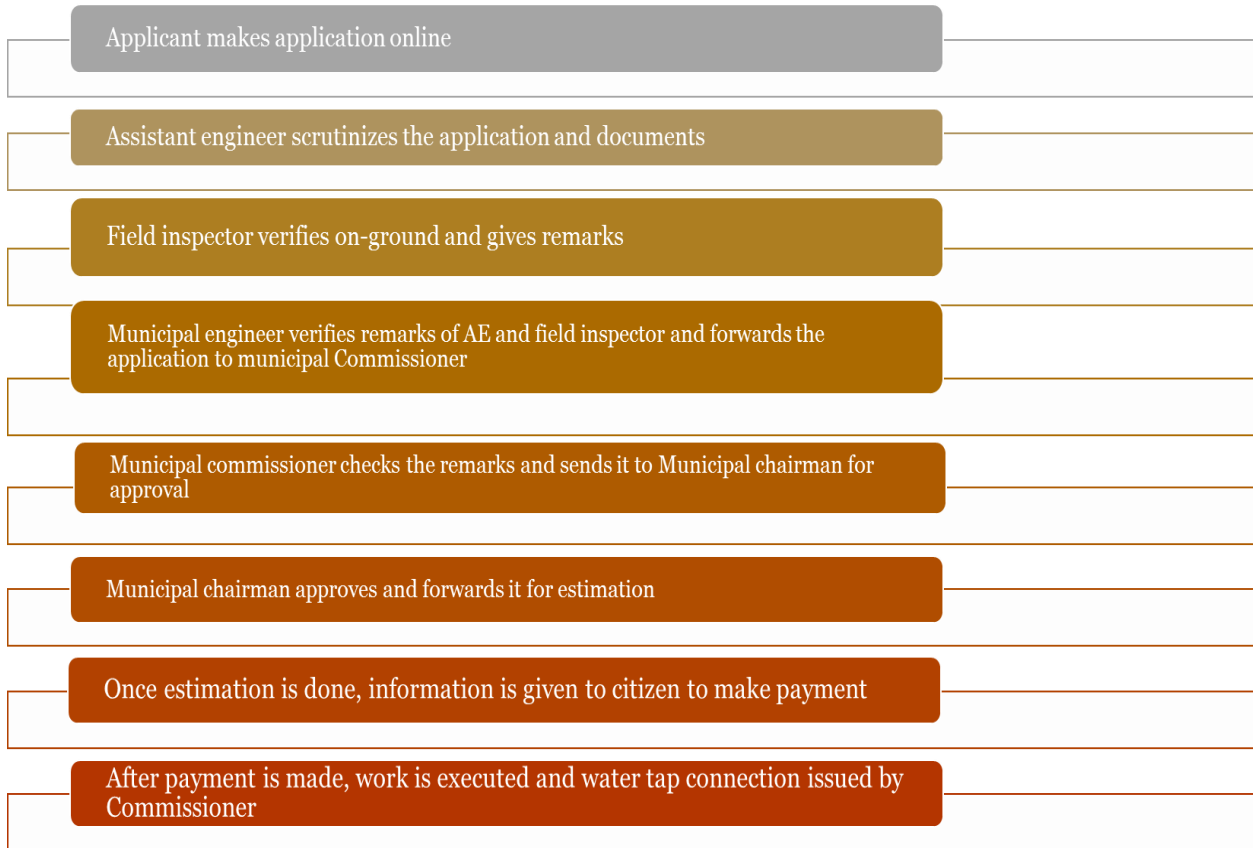 Applicant makes application online
Assistant engineer scrutinizes the application and documents
Field inspector verifies on-ground and gives remarks
Municipal engineer verifies remarks of AE and field inspector and forwards the
application to municipal Commissioner
Municipal commissioner checks the remarks and sends it to Municipal chairman for
approval
Municipal chairman approves and forwards it for estimation
Once estimation is done, information is given to citizen to make payment
After payment is made, work is executed and water tap connection issued by
Commissioner